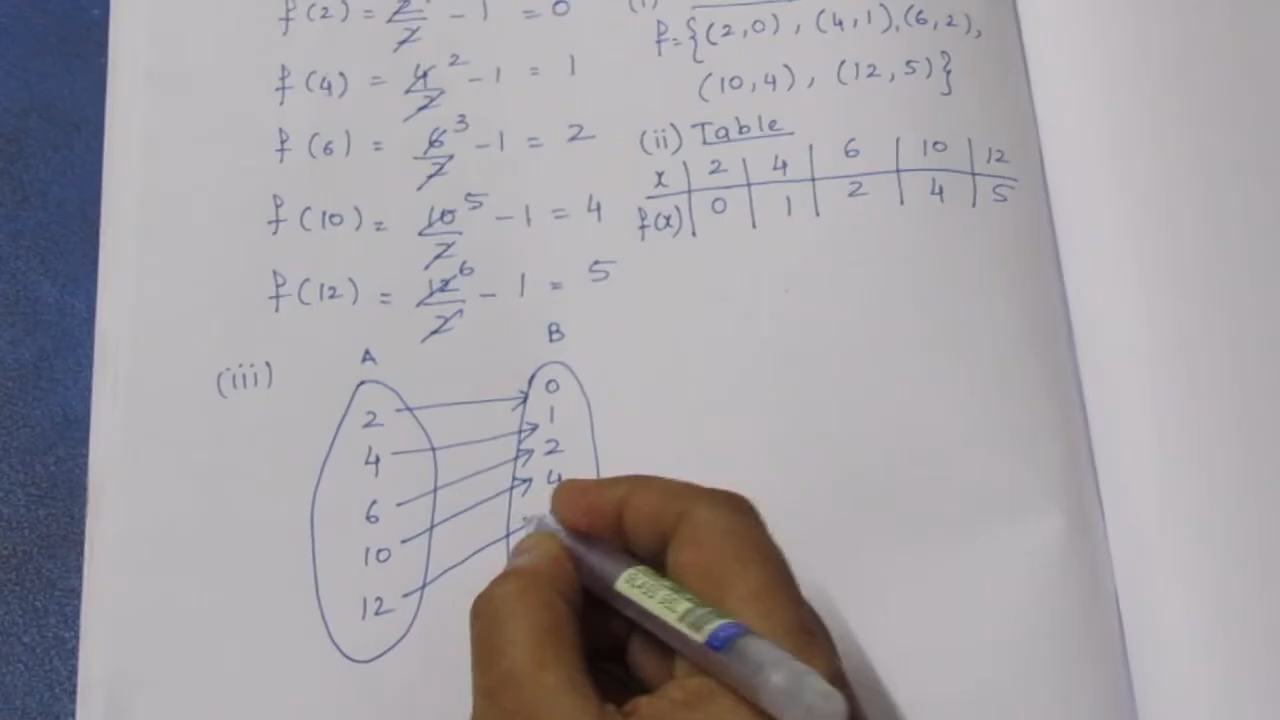 f(2) = 2/2 - 1 = 0
f(4) = 4/2 2 - 1 = 1
f(6) = 6/2 3 - 1 = 2
f(10) = 10/2 5 - 1 = 4
f(12) = 12/2 6 - 1 = 5
f = {(2,0), (4,1), (6,2),
(10,4), (12,5)}
(ii) Table
x | 2 | 4 | 6 | 10 | 12
f(x) | 0 | 1 | 2 | 4 | 5
(iii)
A
2
4
6
10
12
B
0
1
2
4